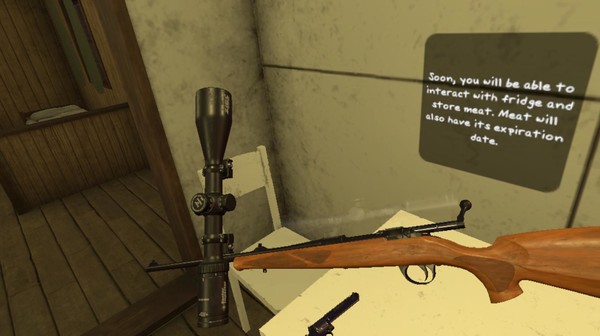 Soon, you will be able to
interact with fridge and
store meat. Meat will
also have its expiration
date.